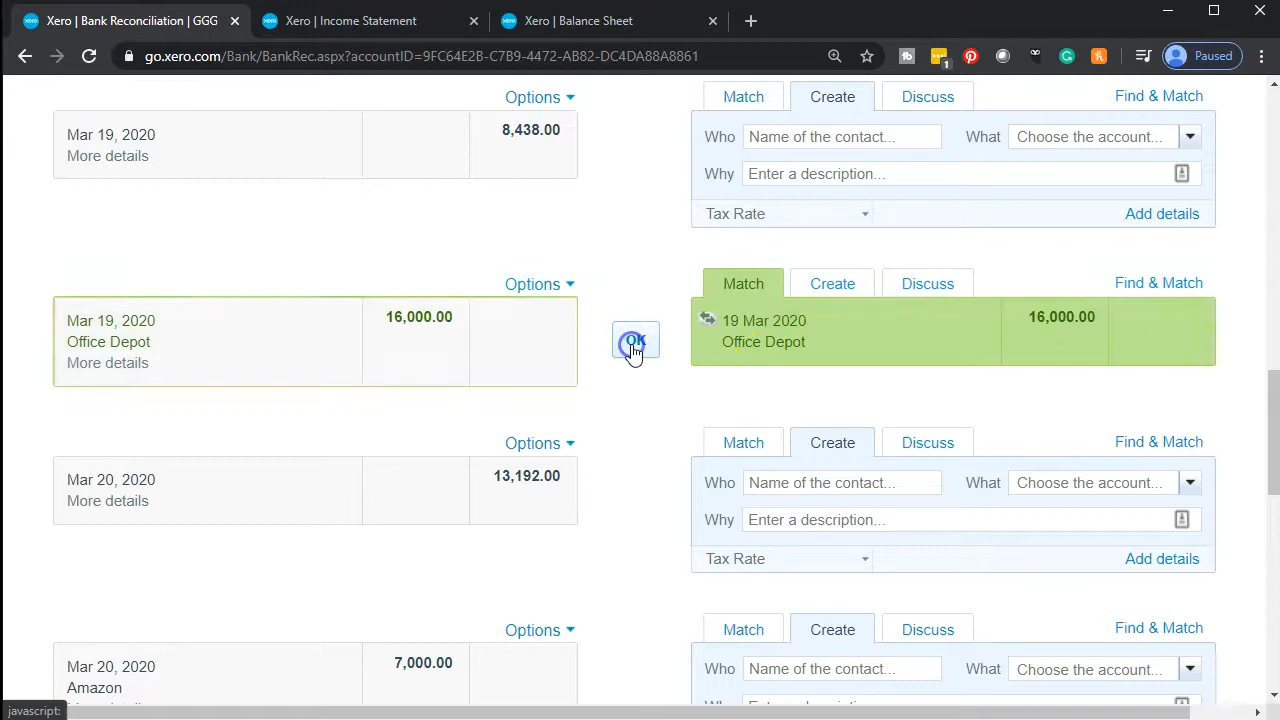 Xero | Bank Reconciliation | GGG
Xero | Income Statement
Xero | Balance Sheet
go.xero.com/Bank/BankRec.aspx?accountID=9FC64E2B-C7B9-4472-AB82-DC4DA88A8861
1
Paused
Options
Match
Create
Discuss
Find & Match
Mar 19, 2020
8,438.00
More details
Who
Name of the contact...
What
Choose the account...
Why
Enter a description...
Tax Rate
Add details
Options
Match
Create
Discuss
Find & Match
Mar 19, 2020
16,000.00
Office Depot
More details
OK
19 Mar 2020
16,000.00
Office Depot
Options
Match
Create
Discuss
Find & Match
Mar 20, 2020
13,192.00
More details
Who
Name of the contact...
What
Choose the account...
Why
Enter a description...
Tax Rate
Add details
Options
Match
Create
Discuss
Find & Match
Mar 20, 2020
7,000.00
Amazon
Who
Name of the contact...
What
Choose the account...
javascript: